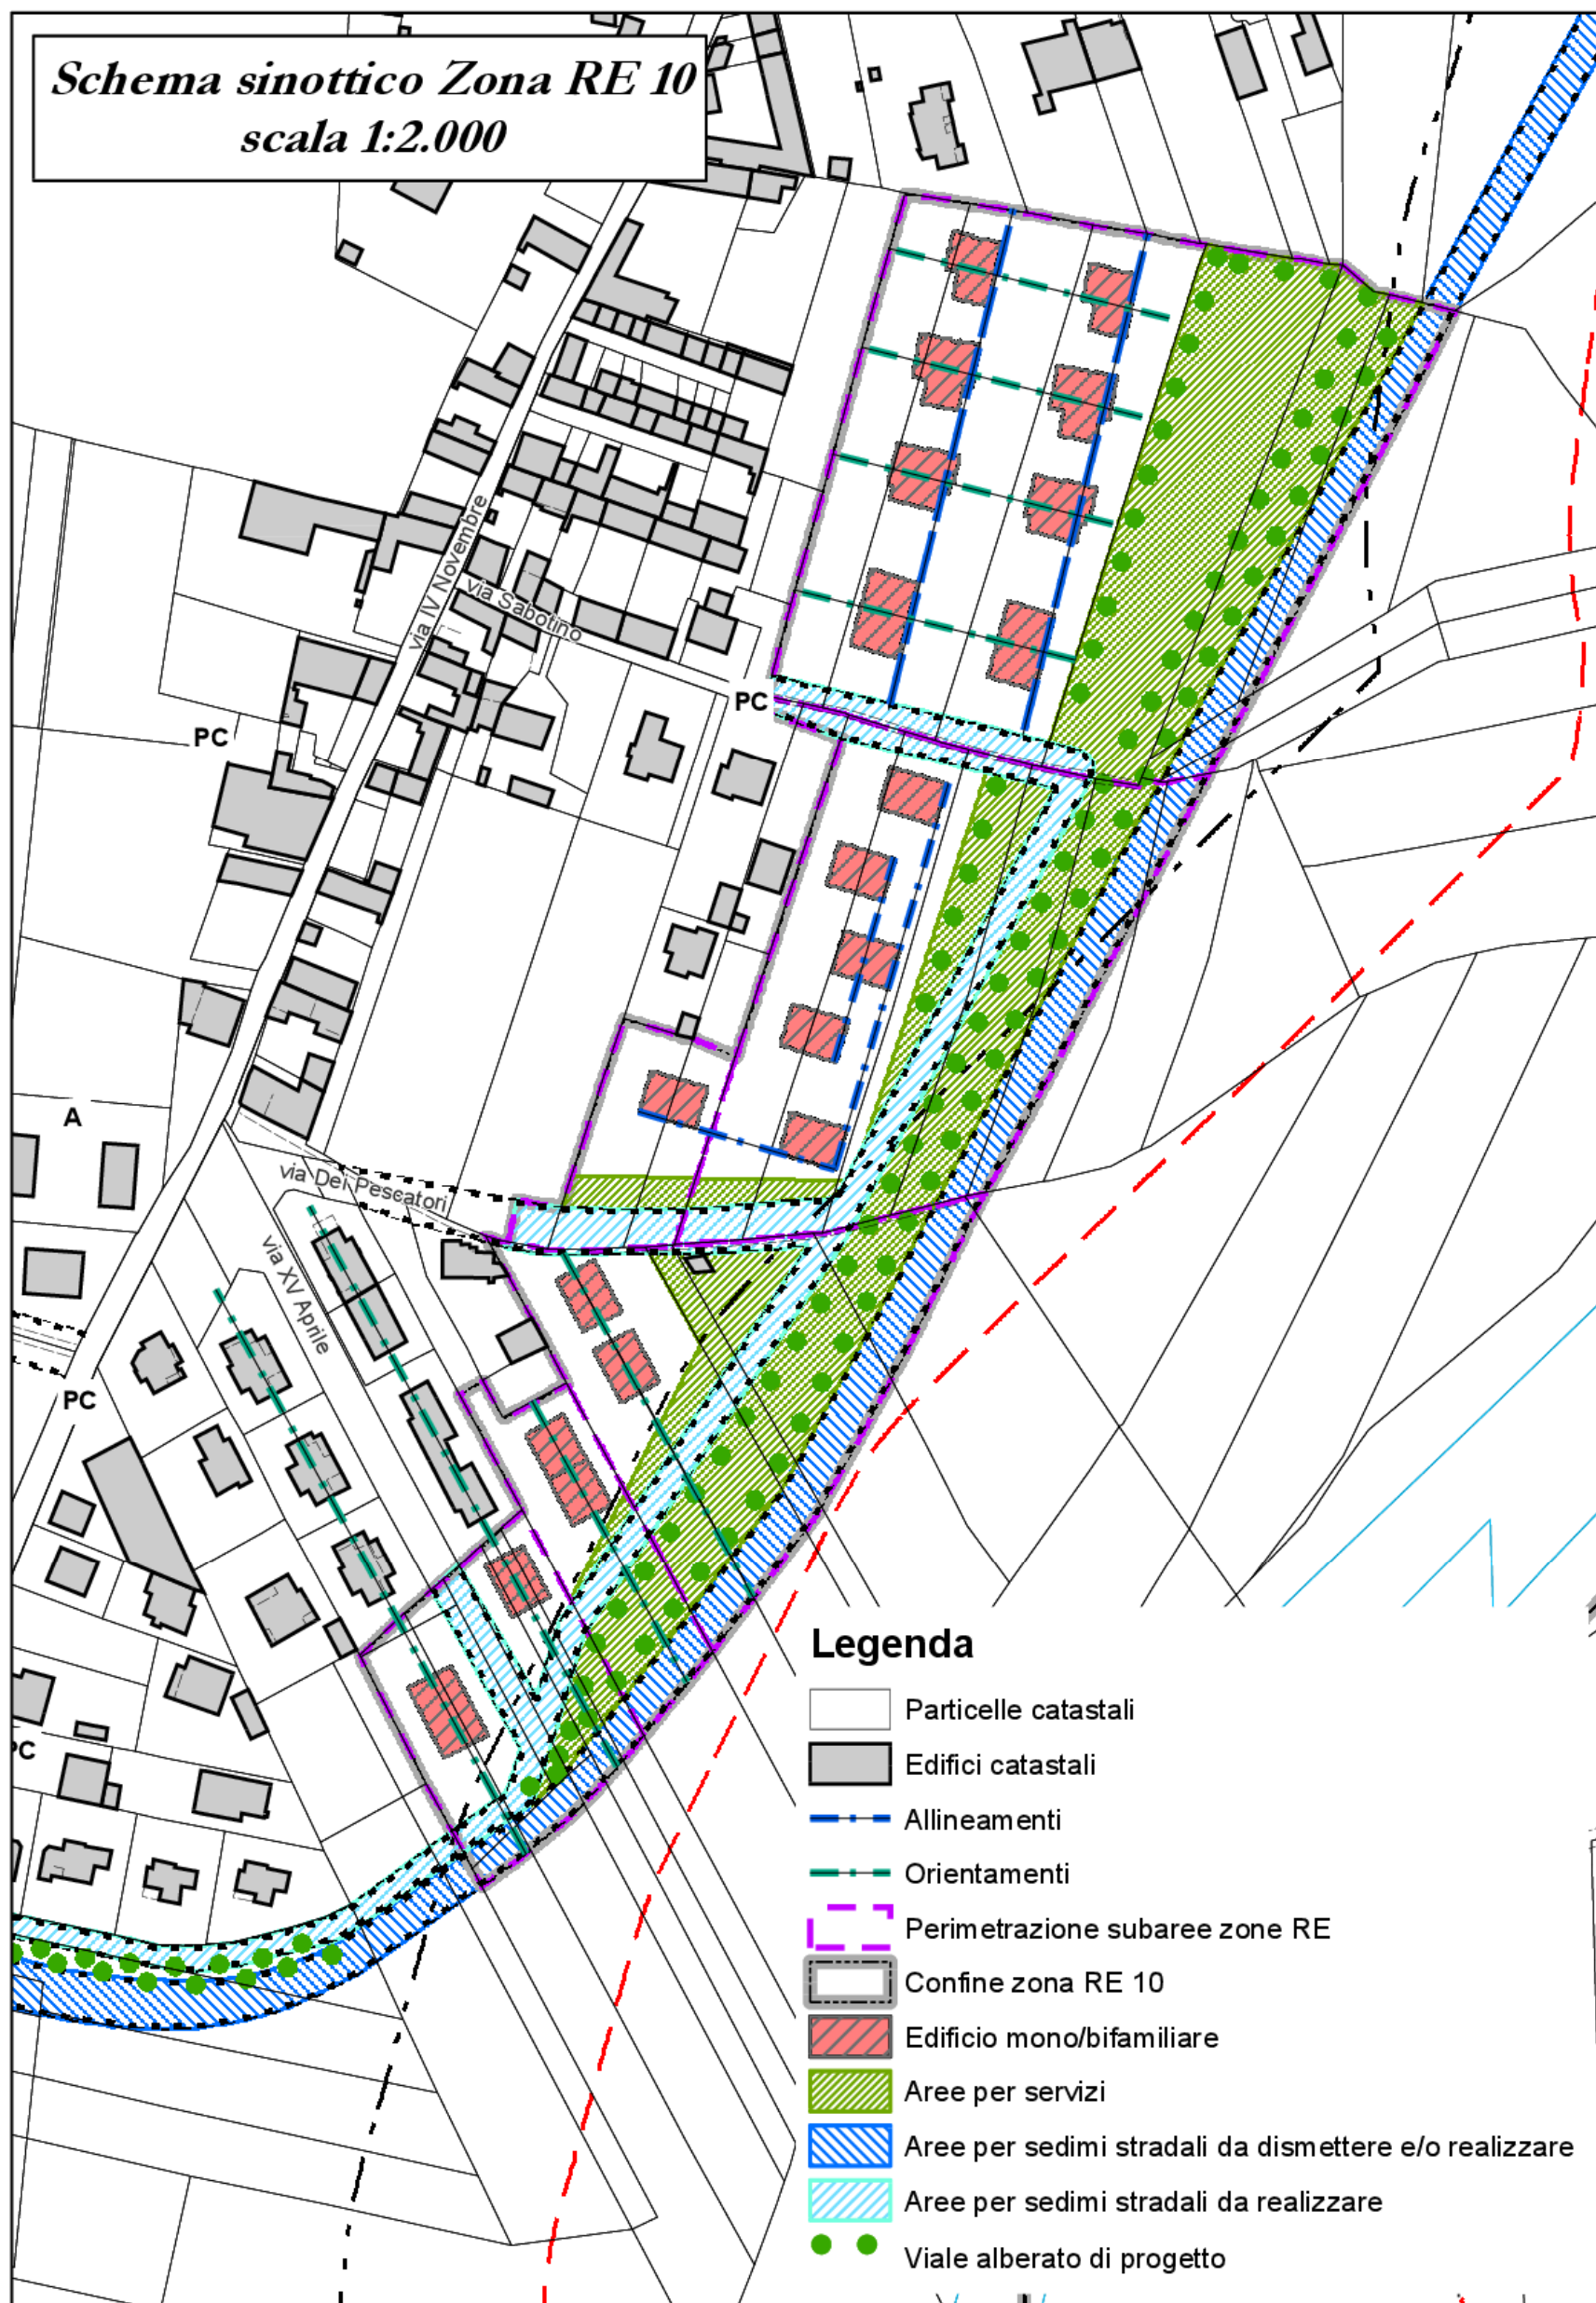 Schema sinottico Zona RE 10
scala 1:2.000
via IV Novembre
via Sabotino
PC
PC
A
via Dei Pescatori
via XV Aprile
PC
PC
Legenda
Particelle catastali
Edifici catastali
Allineamenti
Orientamenti
Perimetrazione subaree zone RE
Confine zona RE 10
Edificio mono/bifamiliare
Aree per servizi
Aree per sedimi stradali da dismettere e/o realizzare
Aree per sedimi stradali da realizzare
Viale alberato di progetto